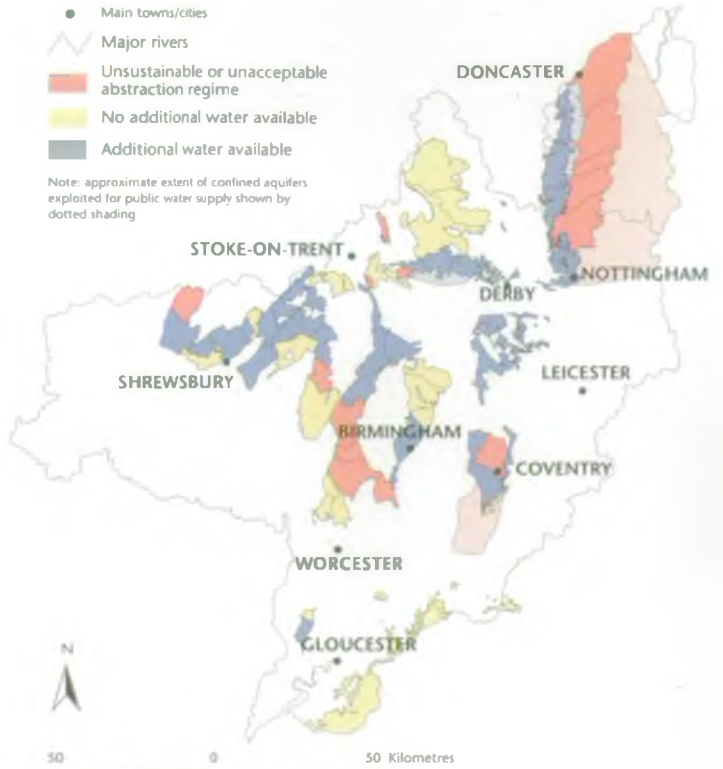 Main towns/cities
Major rivers
Unsustainable or unacceptable
abstraction regime
No additional water available
Additional water available
Note: approximate extent of confined aquifers
exploited for public water supply shown by
dotted shading
DONCASTER
STOKE-ON-TRENT
NOTTINGHAM
DERBY
SHREWSBURY
LEICESTER
BIRMINGHAM
COVENTRY
WORCESTER
GLOUCESTER
N
50 0 50 Kilometres